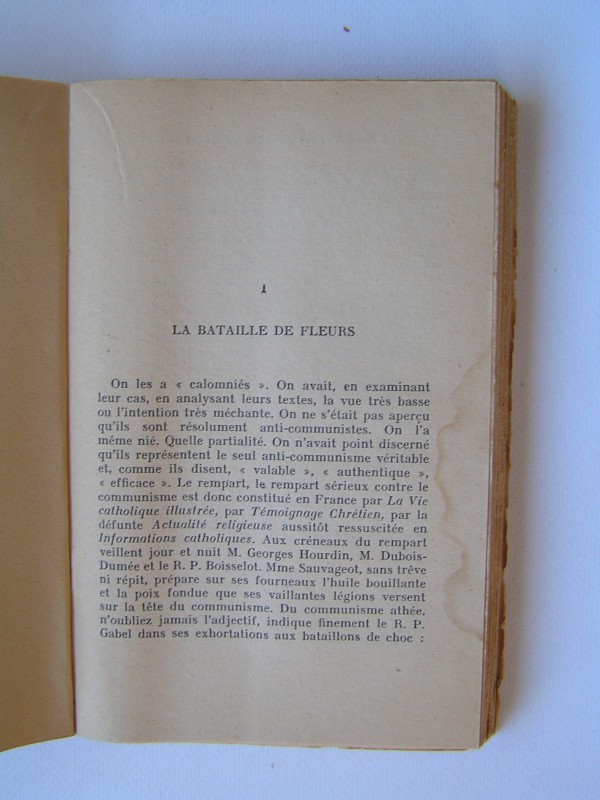 1
LA BATAILLE DE FLEURS
On les a « calomniés ». On avait, en examinant
leur cas, en analysant leurs textes, la vue très basse
ou l'intention très méchante. On ne s'était pas aperçu
qu'ils sont résolument anti-communistes. On l'a
même nié. Quelle partialité. On n'avait point discerné
qu'ils représentent le seul anti-communisme véritable
et, comme ils disent, « valable », « authentique »,
« efficace ». Le rempart, le rempart sérieux contre le
communisme est donc constitué en France par La Vie
catholique illustrée, par Témoignage Chrétien, par la
défunte Actualité religieuse aussitôt ressuscitée en
Informations catholiques. Aux créneaux du rempart
veillent jour et nuit M. Georges Hourdin, M. Dubois-
Dumée et le R. P. Boisselot. Mme Sauvageot, sans trêve
ni répit, prépare sur ses fourneaux l'huile bouillante
et la poix fondue que ses vaillantes légions versent
sur la tête du communisme. Du communisme athée,
n'oubliez jamais l'adjectif, indique finement le R. P.
Gabel dans ses exhortations aux bataillons de choc :